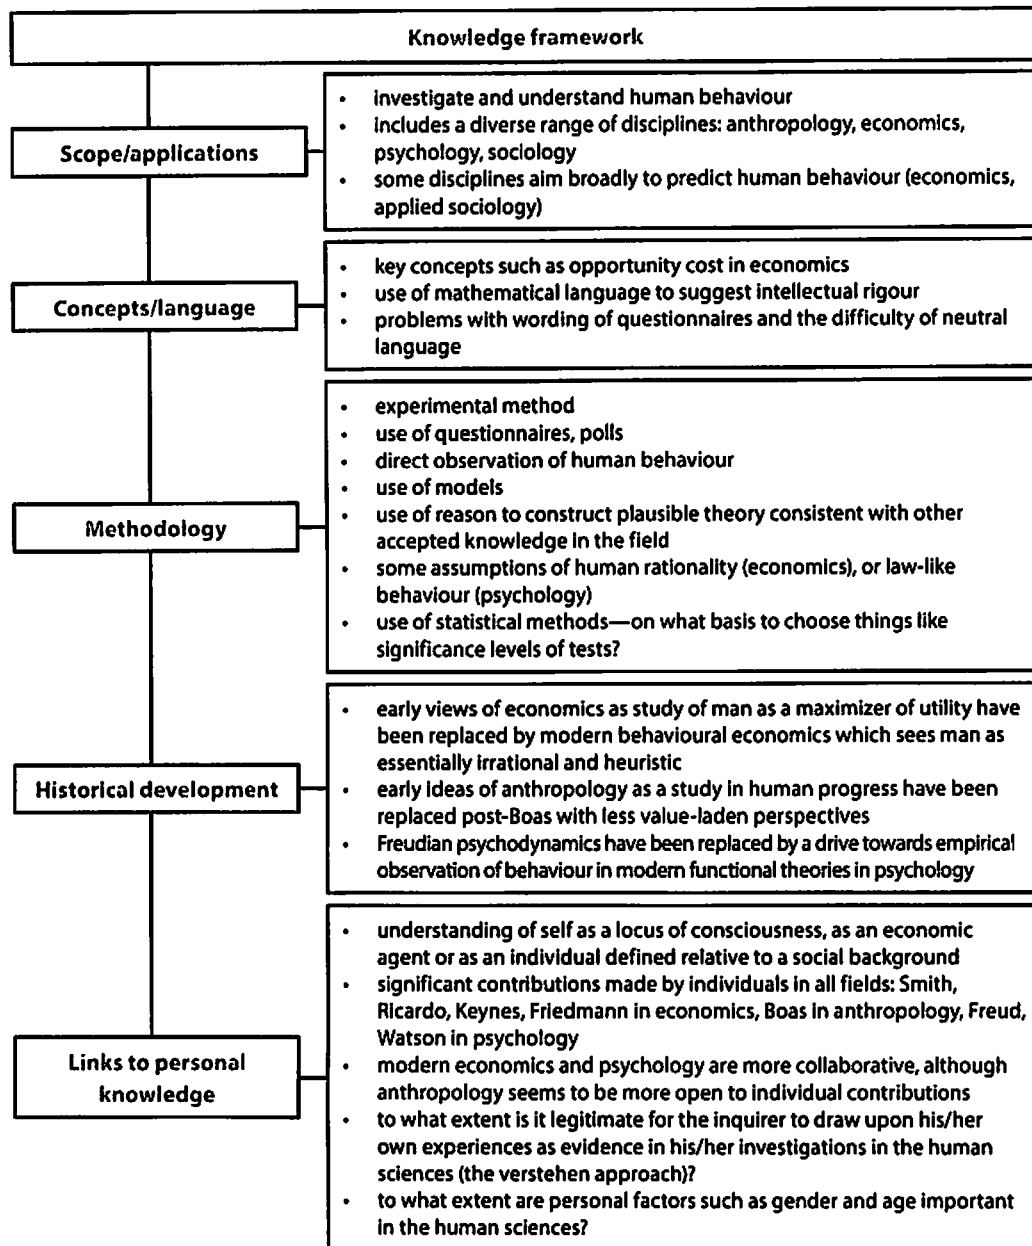 Knowledge framework
Scope/applications
• investigate and understand human behaviour
• includes a diverse range of disciplines: anthropology, economics,
psychology, sociology
• some disciplines aim broadly to predict human behaviour (economics,
applied sociology)
Concepts/language
• key concepts such as opportunity cost in economics
• use of mathematical language to suggest intellectual rigour
• problems with wording of questionnaires and the difficulty of neutral
language
Methodology
• experimental method
• use of questionnaires, polls
• direct observation of human behaviour
• use of models
• use of reason to construct plausible theory consistent with other
accepted knowledge in the field
• some assumptions of human rationality (economics), or law-like
behaviour (psychology)
• use of statistical methods—on what basis to choose things like
significance levels of tests?
Historical development
• early views of economics as study of man as a maximizer of utility have
been replaced by modern behavioural economics which sees man as
essentially irrational and heuristic
• early ideas of anthropology as a study in human progress have been
replaced post-Boas with less value-laden perspectives
• Freudian psychodynamics have been replaced by a drive towards empirical
observation of behaviour in modern functional theories in psychology
Links to personal
knowledge
• understanding of self as a locus of consciousness, as an economic
agent or as an individual defined relative to a social background
• significant contributions made by individuals in all fields: Smith,
Ricardo, Keynes, Friedmann in economics, Boas in anthropology, Freud,
Watson in psychology
• modern economics and psychology are more collaborative, although
anthropology seems to be more open to individual contributions
• to what extent is it legitimate for the inquirer to draw upon his/her
own experiences as evidence in his/her investigations in the human
sciences (the verstehen approach)?
• to what extent are personal factors such as gender and age important
in the human sciences?